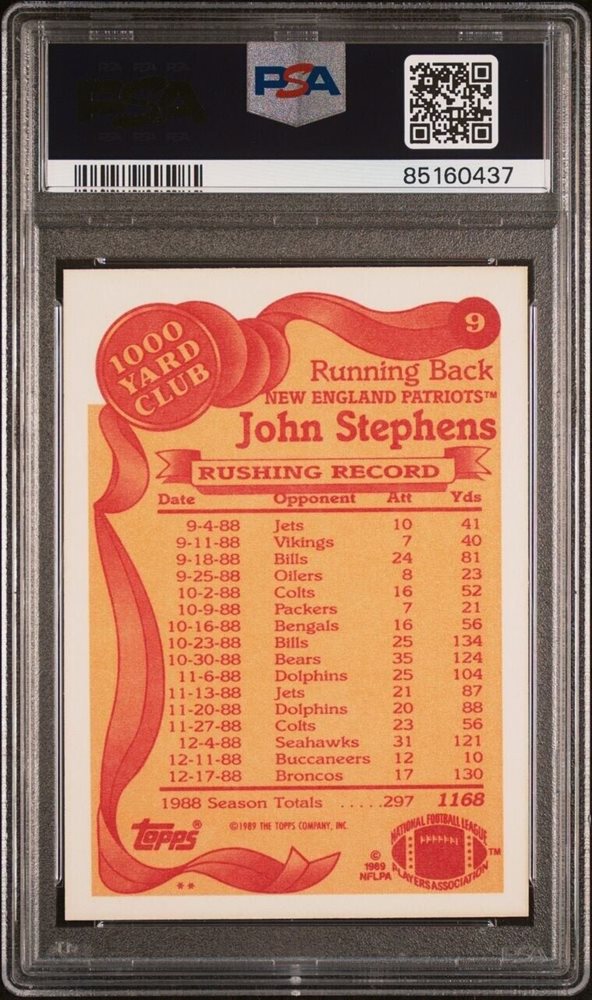 PSA
85160437
1000
YARD
CLUB
9
Running Back
NEW ENGLAND PATRIOTS™
John Stephens
RUSHING RECORD
Date Opponent Att Yds
9-4-88 Jets 10 41
9-11-88 Vikings 7 40
9-18-88 Bills 24 81
9-25-88 Oilers 8 23
10-2-88 Colts 16 52
10-9-88 Packers 7 21
10-16-88 Bengals 16 56
10-23-88 Bills 25 134
10-30-88 Bears 35 124
11-6-88 Dolphins 25 104
11-13-88 Jets 21 87
11-20-88 Dolphins 20 88
11-27-88 Colts 23 56
12-4-88 Seahawks 31 121
12-11-88 Buccaneers 12 10
12-17-88 Broncos 17 130
1988 Season Totals .....297 1168
topps®
©1989 THE TOPPS COMPANY, INC.
**
©
1989
NFLPA
NATIONAL FOOTBALL LEAGUE
PLAYERS ASSOCIATION
TM
PSA